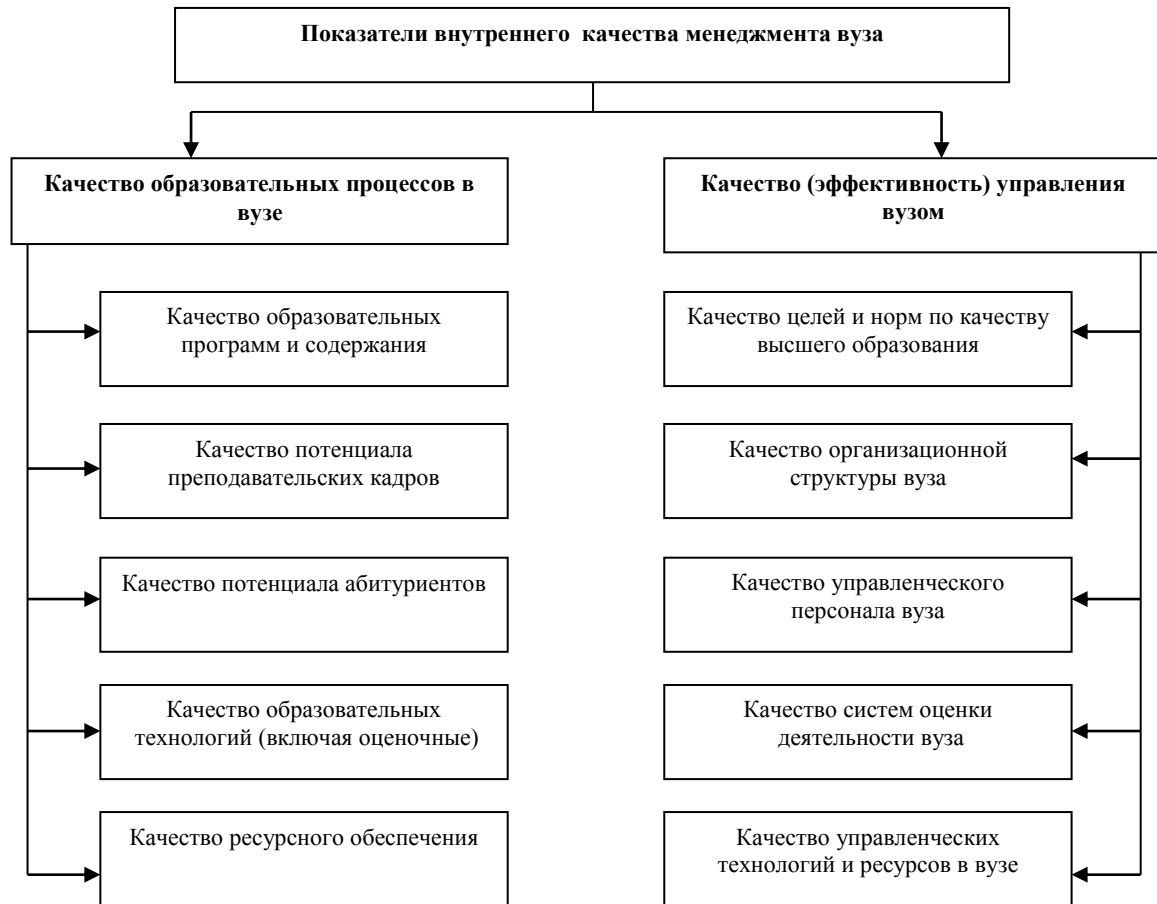 Показатели внутреннего качества менеджмента вуза
Качество образовательных процессов в
вузе
Качество (эффективность) управления
вузом
Качество образовательных
программ и содержания
Качество потенциала
преподавательских кадров
Качество потенциала абитуриентов
Качество образовательных
технологий (включая оценочные)
Качество ресурсного обеспечения
Качество целей и норм по качеству
высшего образования
Качество организационной
структуры вуза
Качество управленческого
персонала вуза
Качество систем оценки
деятельности вуза
Качество управленческих
технологий и ресурсов в вузе